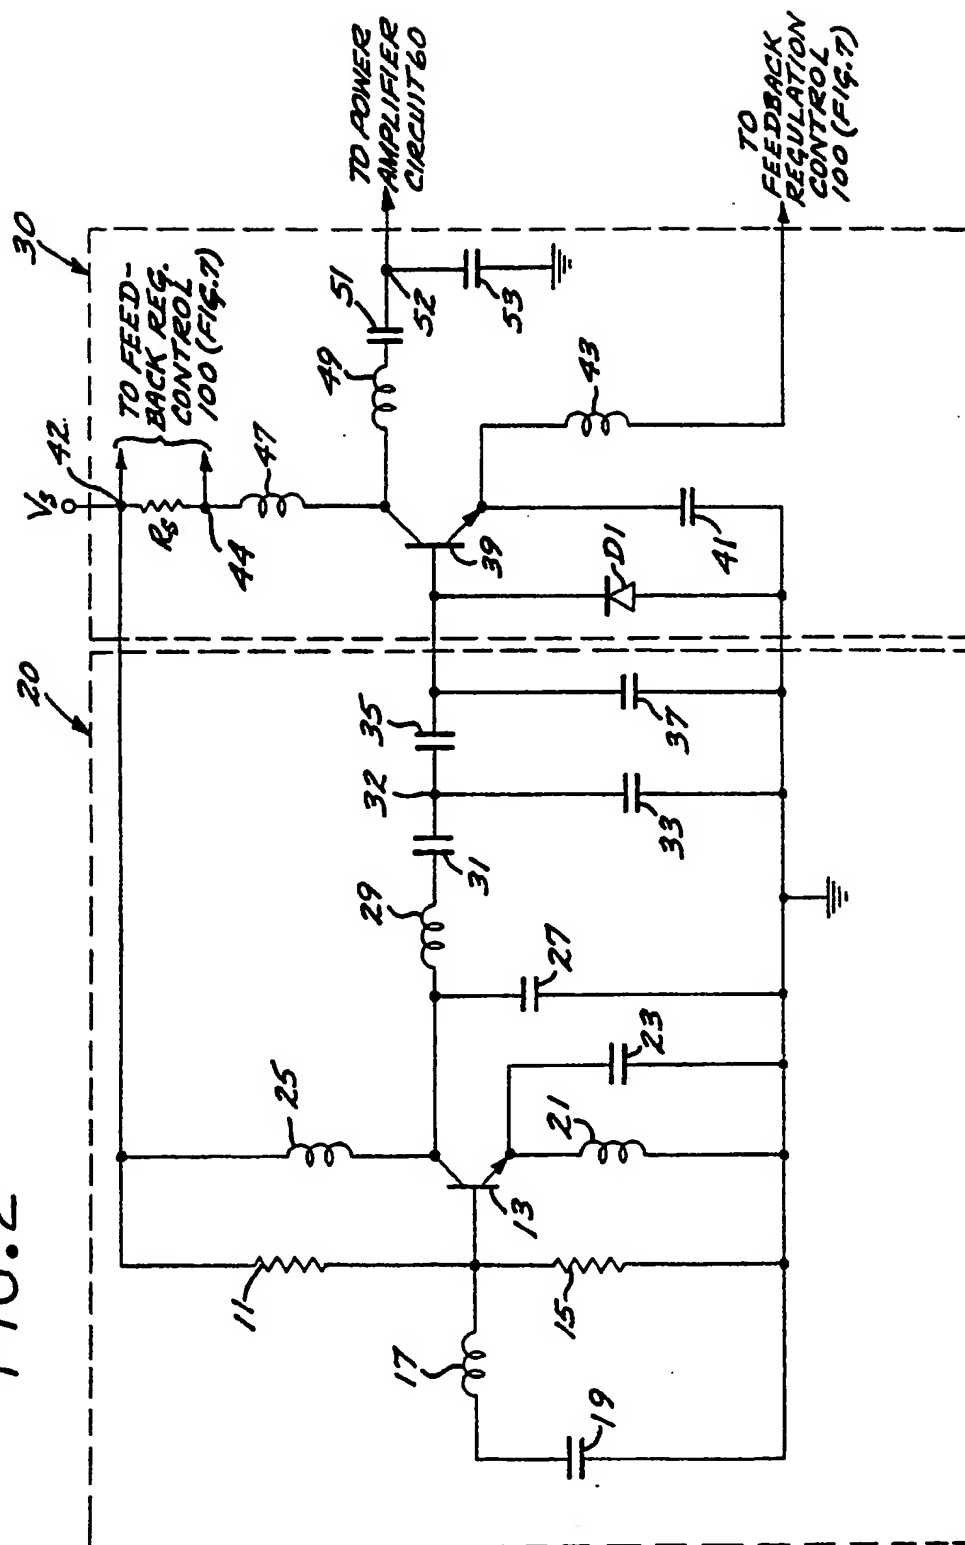 FIG. 2
20
30
Vs
42
TO FEED-
BACK REG.
CONTROL
100 (FIG. 7)
Rs
44
47
49
51
52
53
TO POWER
AMPLIFIER
CIRCUIT 60
39
D1
41
43
TO
FEEDBACK
REGULATION
CONTROL
100 (FIG. 7)
11
25
13
15
17
19
21
23
27
29
31
32
33
35
37